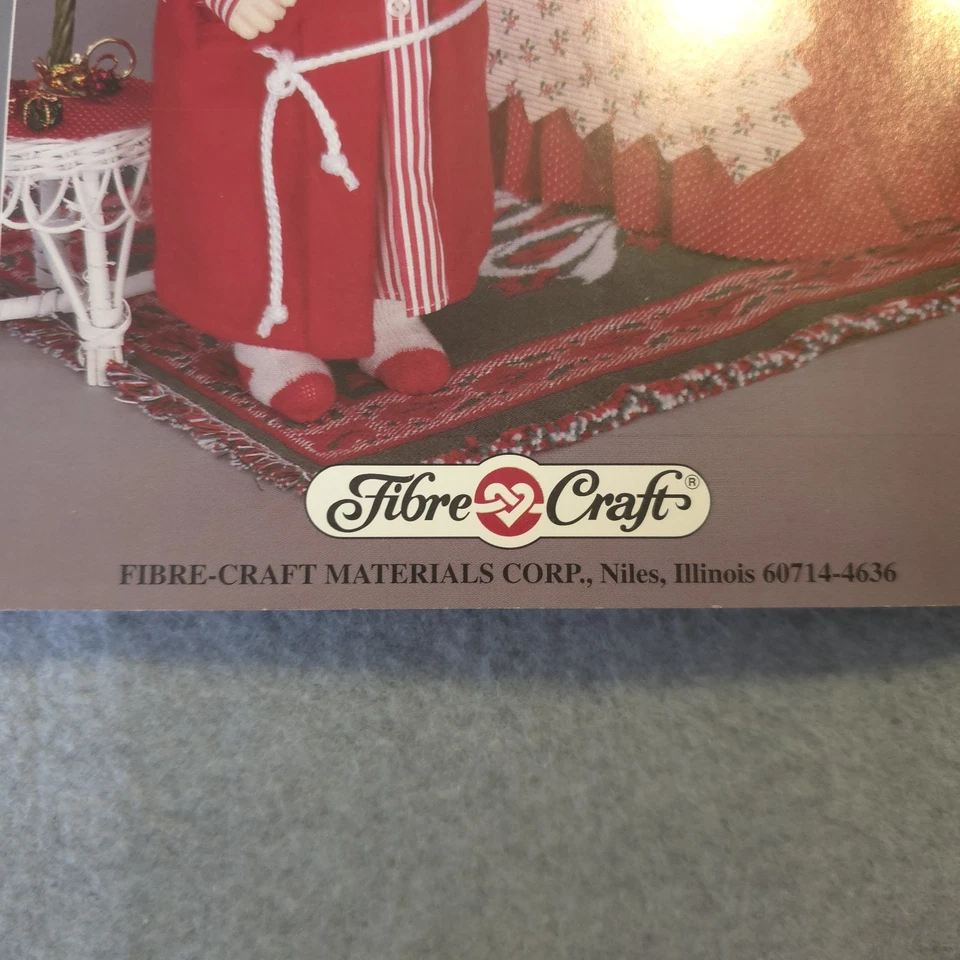 Fibre Craft®
FIBRE-CRAFT MATERIALS CORP., Niles, Illinois 60714-4636